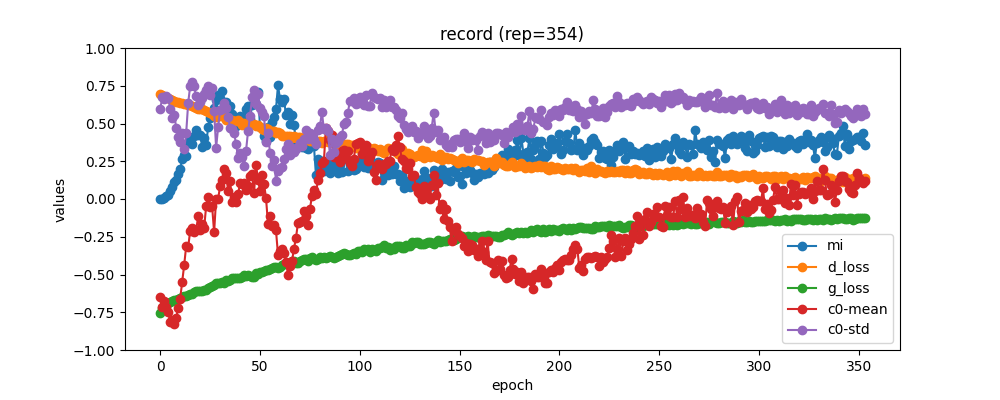 record (rep=354)
1.00
0.75
0.50
0.25
0.00
−0.25
−0.50
−0.75
−1.00
values
0 50 100 150 200 250 300 350
epoch
mi
d_loss
g_loss
c0-mean
c0-std